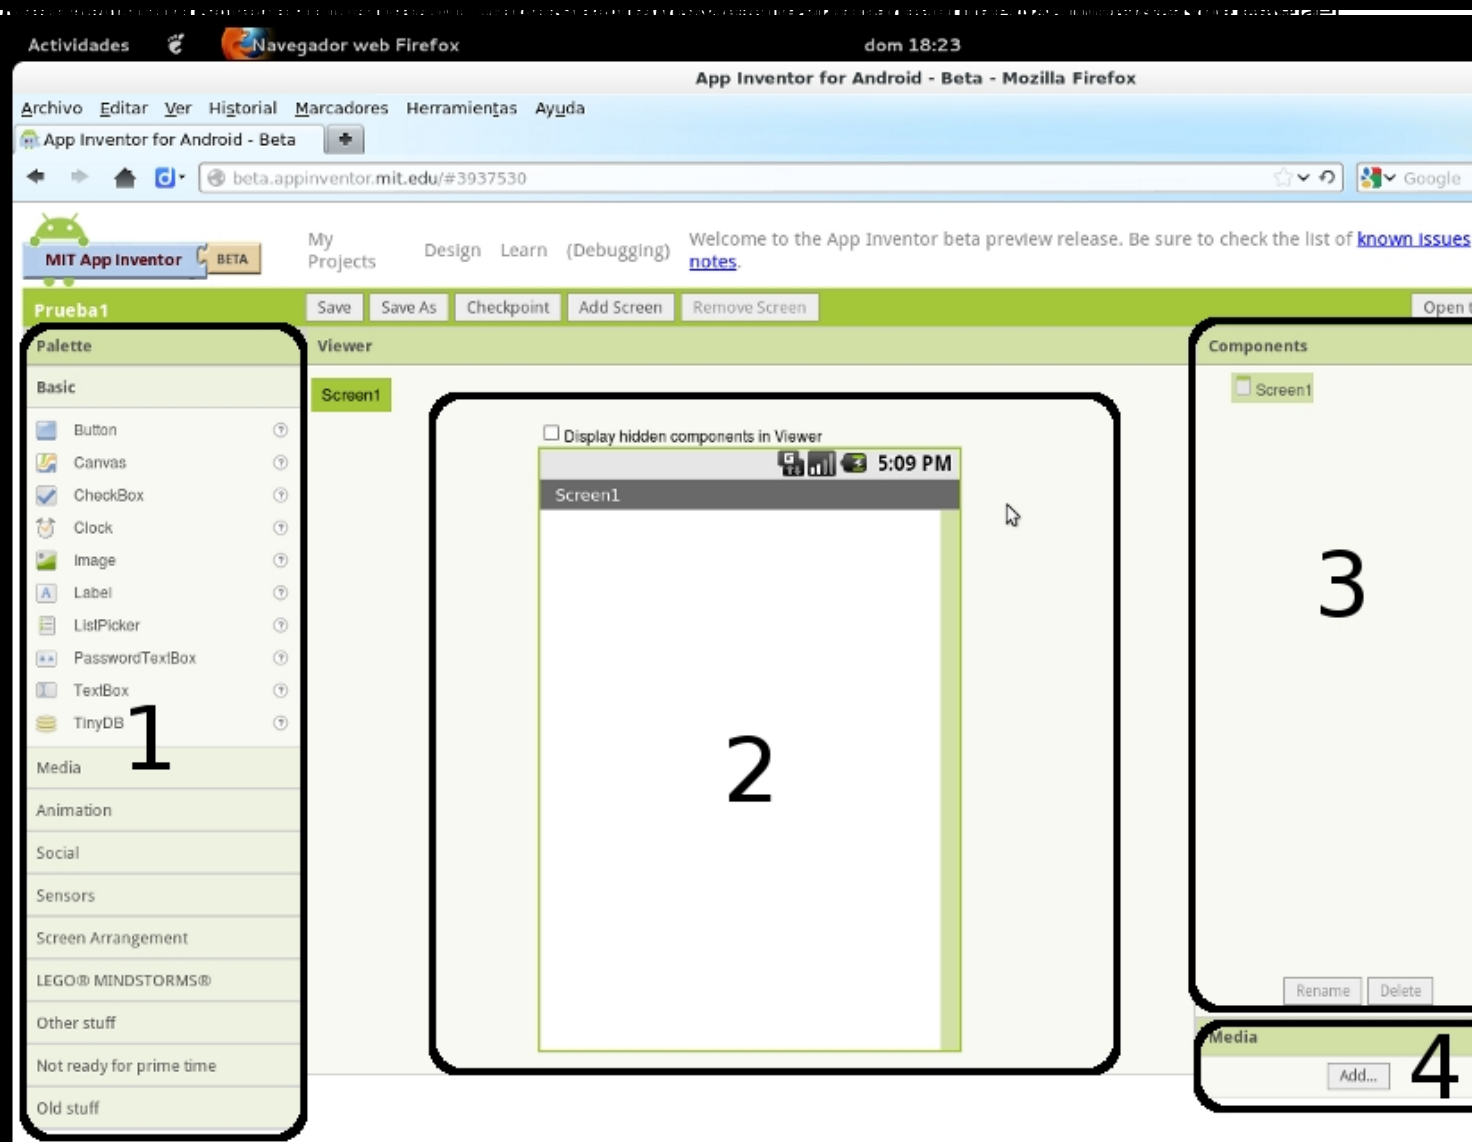 Actividades Navegador web Firefox dom 18:23
App Inventor for Android - Beta - Mozilla Firefox
Archivo Editar Ver Historial Marcadores Herramientas Ayuda
App Inventor for Android - Beta
beta.appinventor.mit.edu/#3937530 Google
MIT App Inventor BETA
My Projects Design Learn (Debugging)
Welcome to the App Inventor beta preview release. Be sure to check the list of known issues
notes.
Prueba1 Save Save As Checkpoint Add Screen Remove Screen Open
Palette
Basic
Button
Canvas
CheckBox
Clock
Image
Label
ListPicker
PasswordTextBox
TextBox
TinyDB
1
Media
Animation
Social
Sensors
Screen Arrangement
LEGO® MINDSTORMS®
Other stuff
Not ready for prime time
Old stuff
Viewer
Screen1
Display hidden components in Viewer
5:09 PM
Screen1
2
Components
Screen1
3
Rename Delete
Media
Add...
4